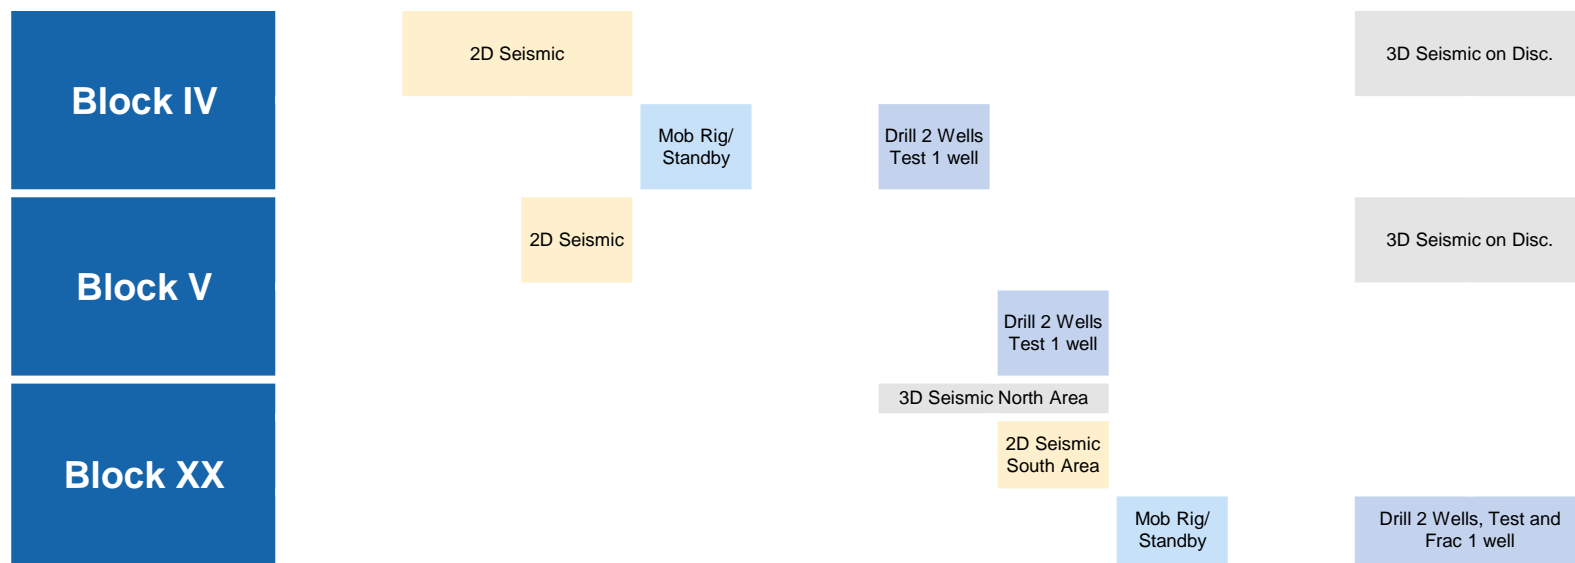 Block IV
2D Seismic
3D Seismic on Disc.
Mob Rig/
Standby
Drill 2 Wells
Test 1 well
Block V
2D Seismic
3D Seismic on Disc.
Drill 2 Wells
Test 1 well
Block XX
3D Seismic North Area
2D Seismic
South Area
Mob Rig/
Standby
Drill 2 Wells, Test and
Frac 1 well